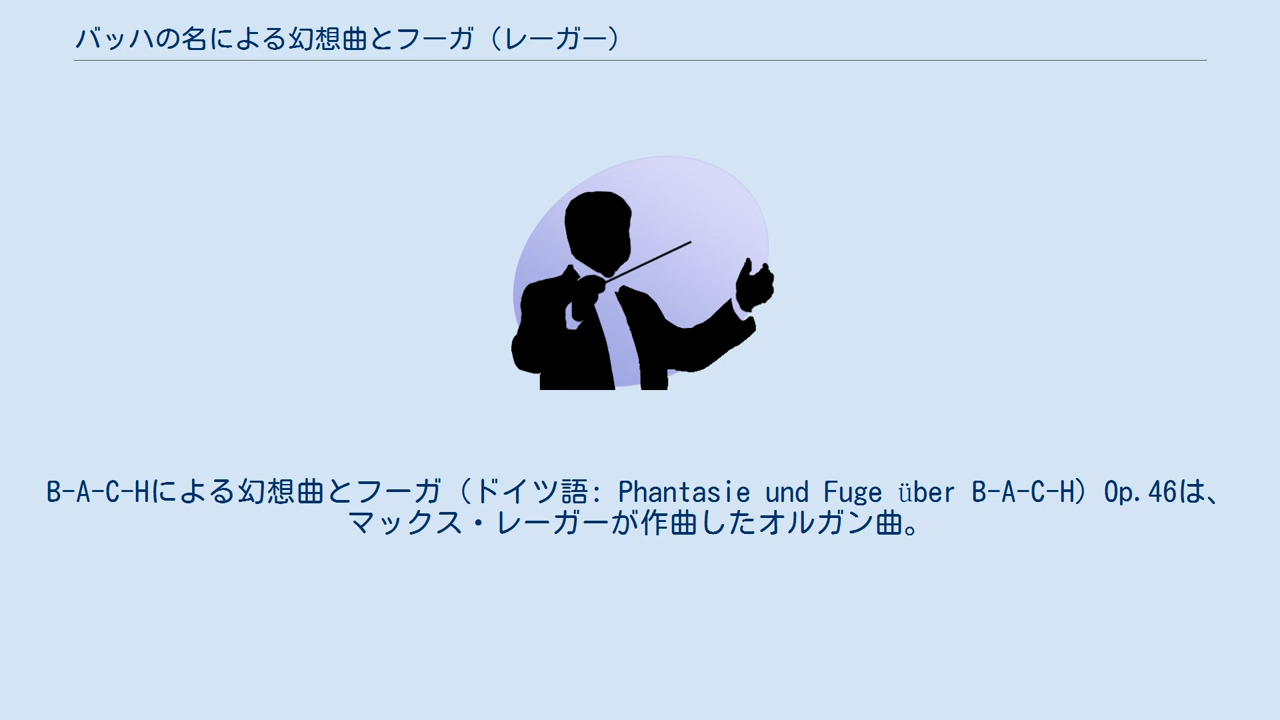 バッハの名による幻想曲とフーガ（レーガー）
B-A-C-Hによる幻想曲とフーガ（ドイツ語: Phantasie und Fuge über B-A-C-H）Op.46は、
マックス・レーガーが作曲したオルガン曲。